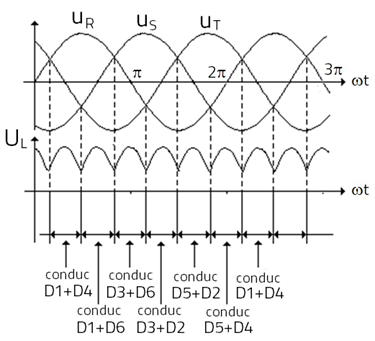 uR uS uT
π 2π 3π
ωt
UL
ωt
conduc conduc conduc conduc
D1+D4 D3+D6 D5+D2 D1+D4
conduc conduc conduc
D1+D6 D3+D2 D5+D4